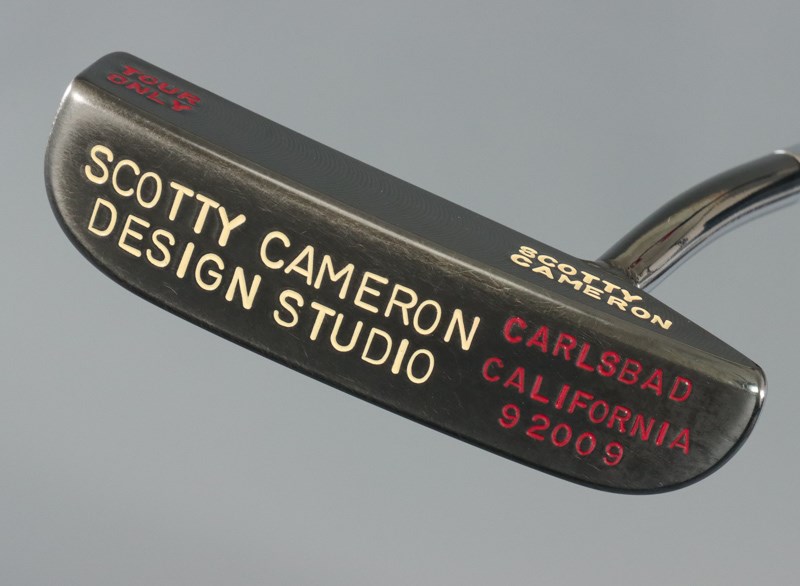 TOUR
ONLY
SCOTTY CAMERON
DESIGN STUDIO
SCOTTY
CAMERON
CARLSBAD
CALIFORNIA
92009